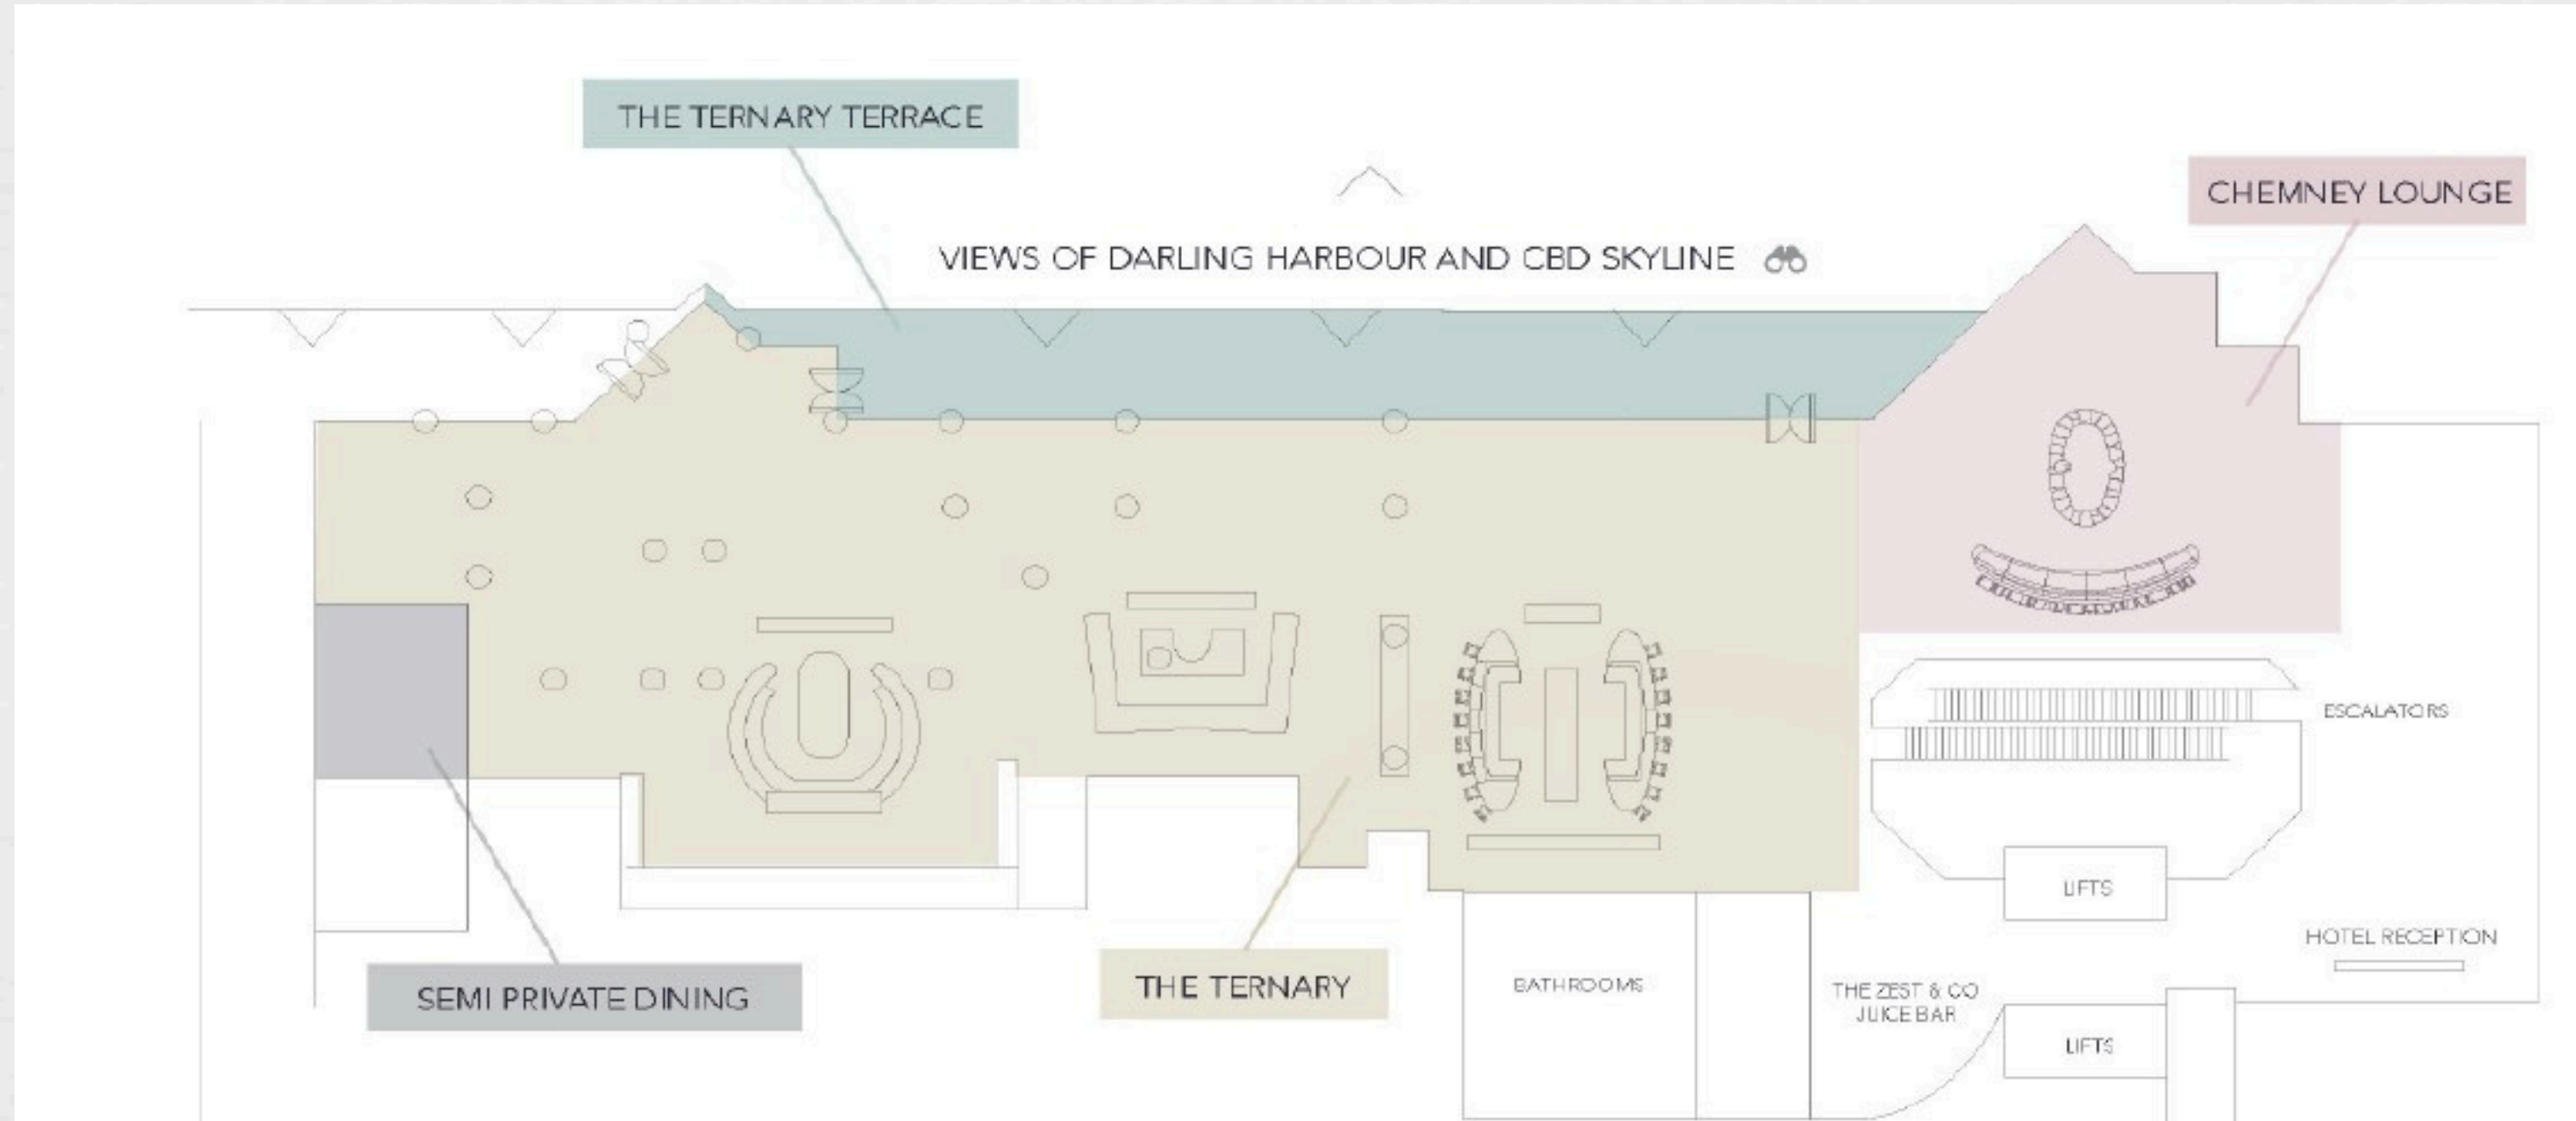 THE TERNARY TERRACE
CHEMNEY LOUNGE
VIEWS OF DARLING HARBOUR AND CBD SKYLINE
ESCALATORS
LIFTS
HOTEL RECEPTION
SEMI PRIVATE DINING
THE TERNARY
BATHROOMS
THE ZEST & CO
JUICE BAR
LIFTS